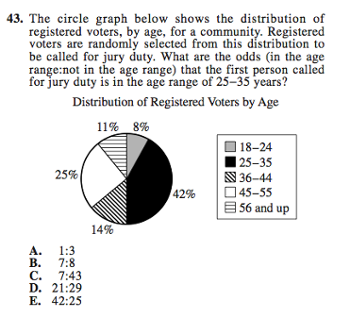 43. The circle graph below shows the distribution of
registered voters, by age, for a community. Registered
voters are randomly selected from this distribution to
be called for jury duty. What are the odds (in the age
range:not in the age range) that the first person called
for jury duty is in the age range of 25–35 years?
Distribution of Registered Voters by Age
11% 8%
25%
42%
14%
18–24
25–35
36–44
45–55
56 and up
A. 1:3
B. 7:8
C. 7:43
D. 21:29
E. 42:25